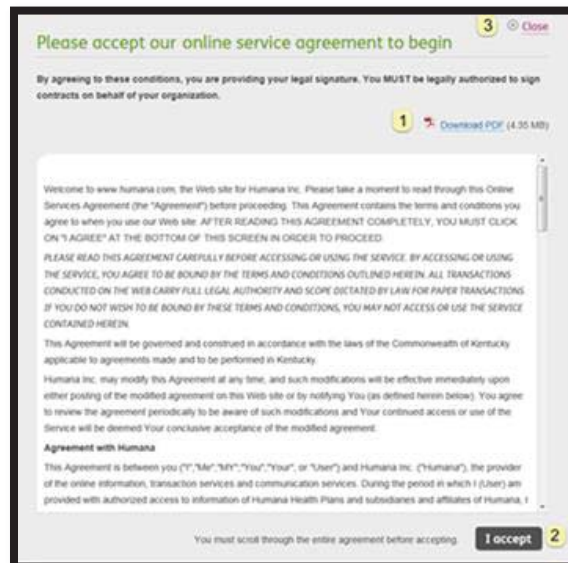 3 Close
Please accept our online service agreement to begin
By agreeing to these conditions, you are providing your legal signature. You MUST be legally authorized to sign
contracts on behalf of your organization.
1 Download PDF (4.35 MB)
Welcome to www.humana.com, the Web site for Humana Inc. Please take a moment to read through this Online
Services Agreement (the "Agreement") before proceeding. This Agreement contains the terms and conditions you
agree to when you use our Web site. AFTER READING THIS AGREEMENT COMPLETELY, YOU MUST CLICK
ON "I AGREE" AT THE BOTTOM OF THIS SCREEN IN ORDER TO PROCEED.
PLEASE READ THIS AGREEMENT CAREFULLY BEFORE ACCESSING OR USING THE SERVICE. BY ACCESSING OR USING
THE SERVICE, YOU AGREE TO BE BOUND BY THE TERMS AND CONDITIONS OUTLINED HEREIN. ALL TRANSACTIONS
CONDUCTED ON THE WEB CARRY FULL LEGAL AUTHORITY AND SCOPE DICTATED BY LAW FOR PAPER TRANSACTIONS.
IF YOU DO NOT WISH TO BE BOUND BY THESE TERMS AND CONDITIONS, YOU MAY NOT ACCESS OR USE THE SERVICE
CONTAINED HEREIN.
This Agreement will be governed and construed in accordance with the laws of the Commonwealth of Kentucky
applicable to agreements made and to be performed in Kentucky.
Humana Inc. may modify this Agreement at any time, and such modifications will be effective immediately upon
either posting of the modified agreement on this Web site or by notifying You (as defined herein below). You agree
to review the agreement periodically to be aware of such modifications and Your continued access or use of the
Service will be deemed Your conclusive acceptance of the modified agreement.
Agreement with Humana
This Agreement is between you ("I","Me","MY","You","Your", or "User") and Humana Inc. ("Humana"), the provider
of the online information, transaction services and communication services. During the period in which I (User) am
provided with authorized access to information of Humana Health Plans and subsidiaries and affiliates of Humana, I
You must scroll through the entire agreement before accepting. I accept 2